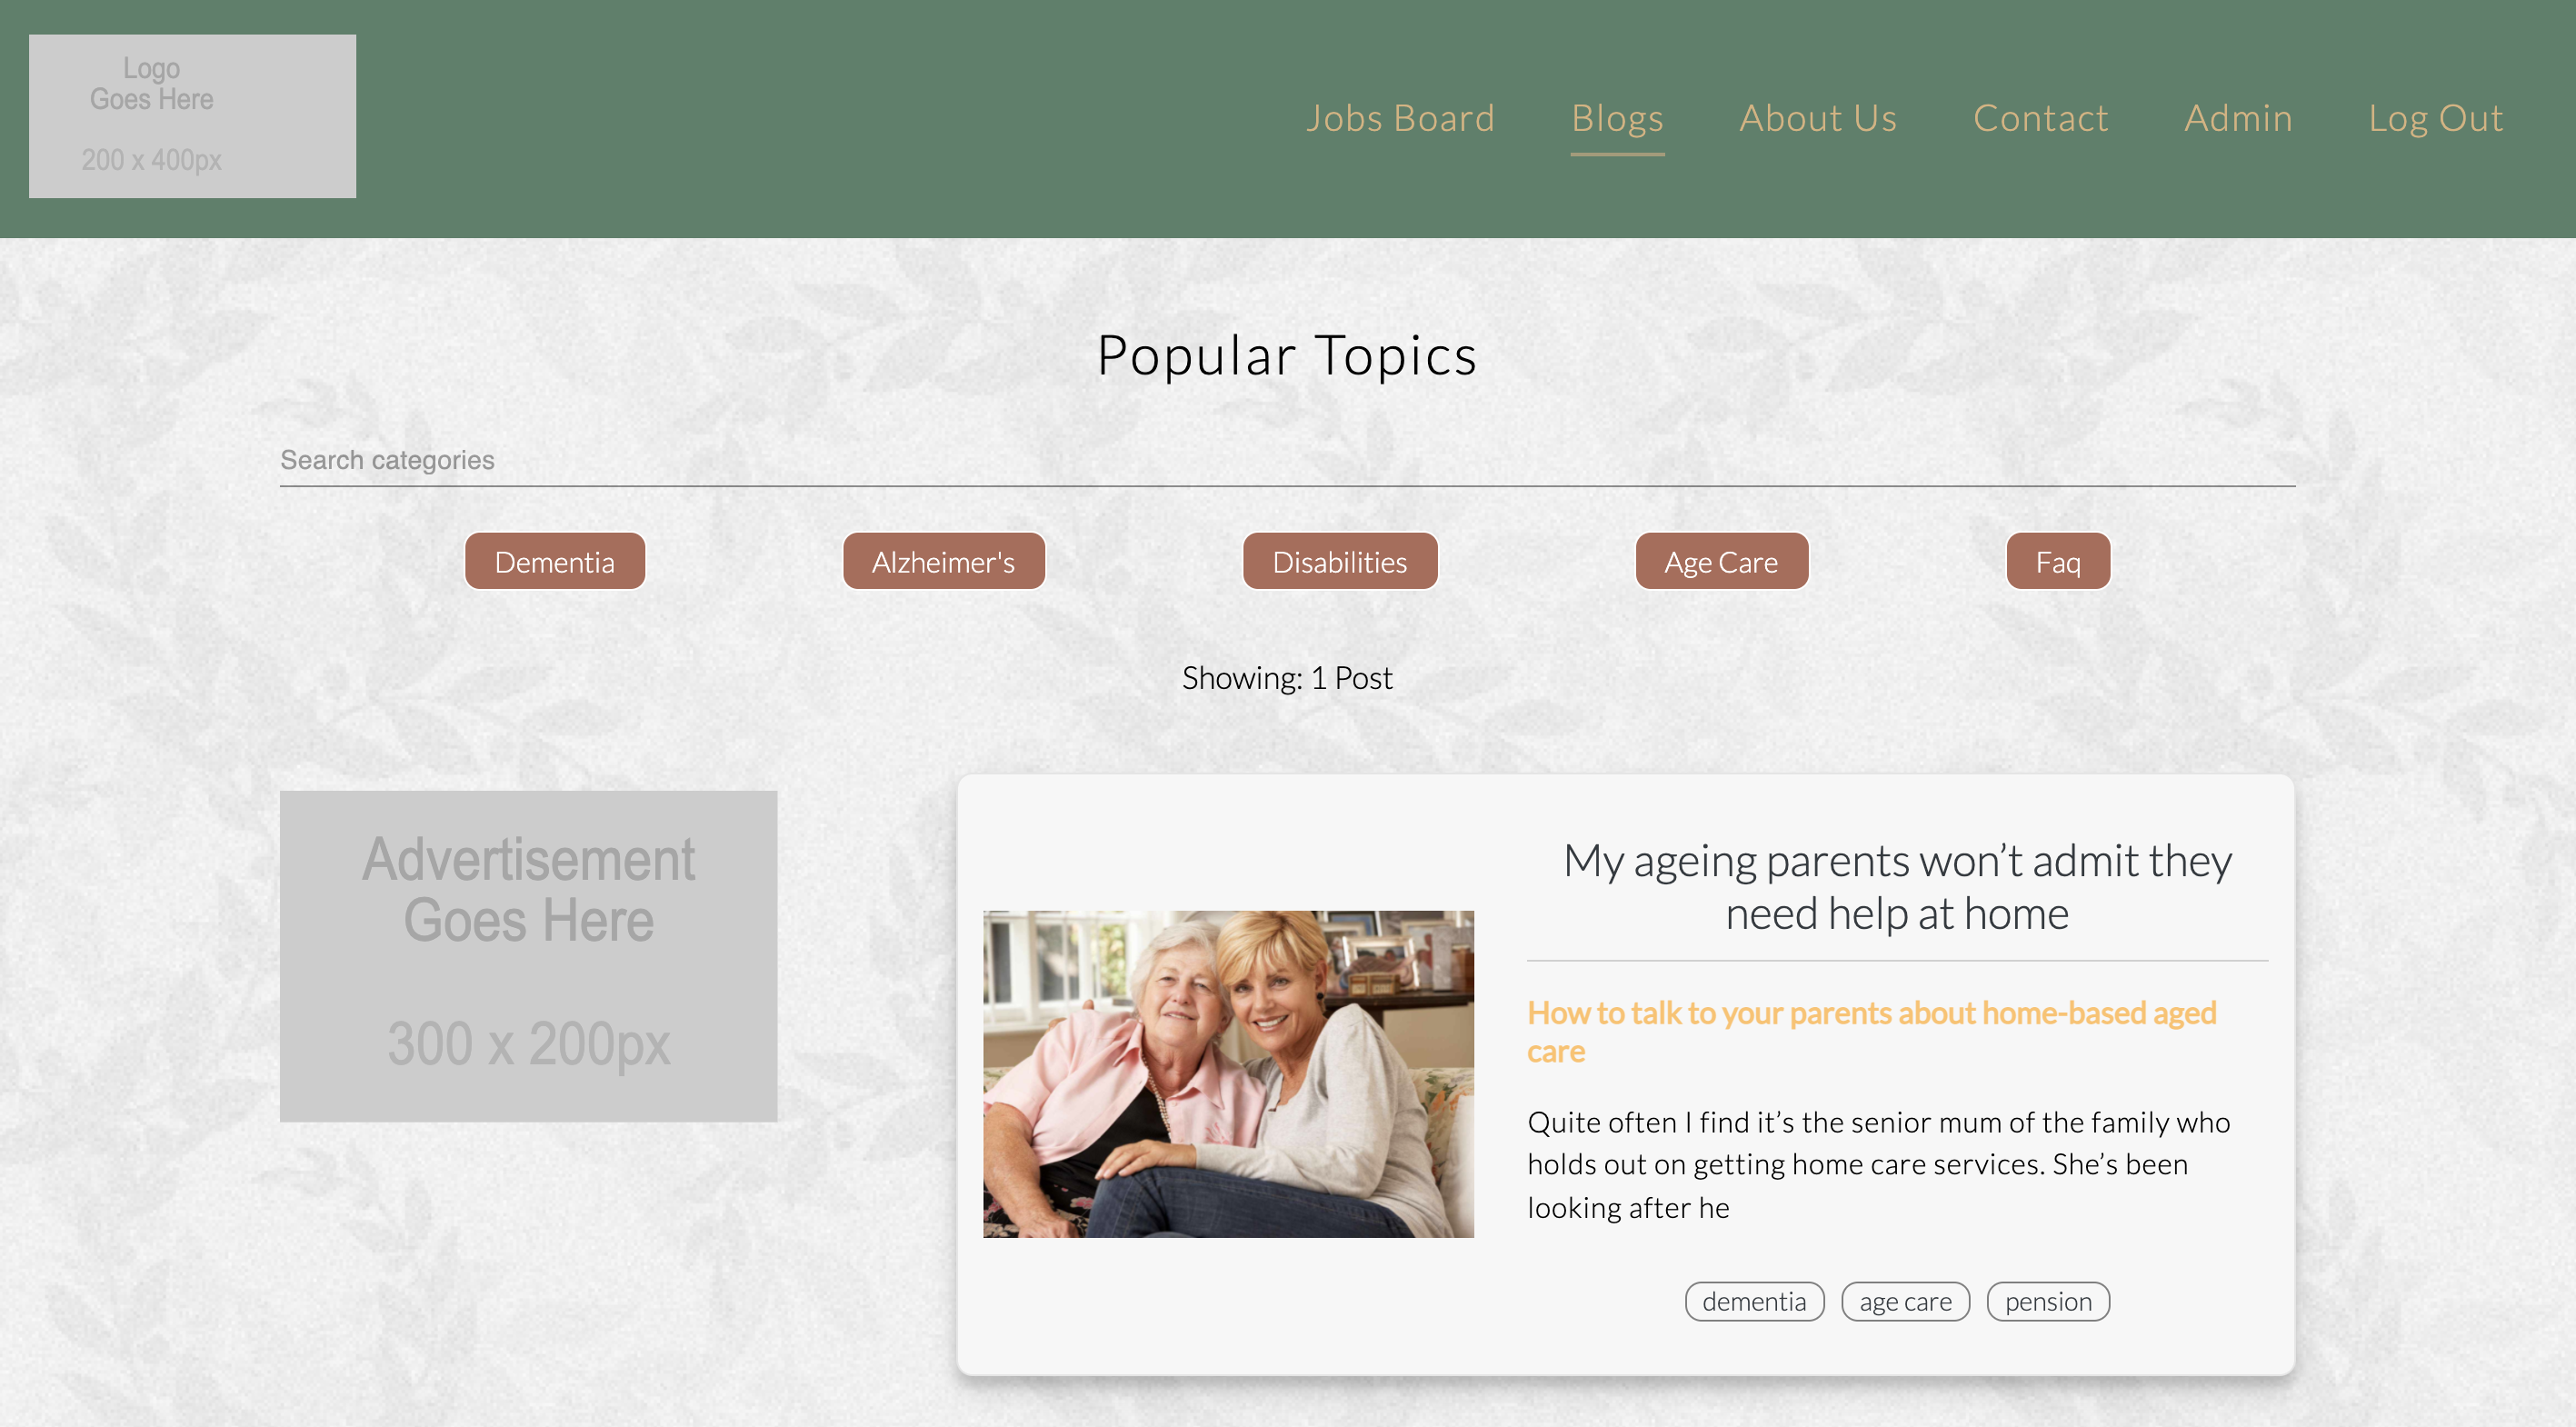 Logo
Goes Here
200 x 400px
Jobs Board Blogs About Us Contact Admin Log Out
Popular Topics
Search categories
Dementia Alzheimer's Disabilities Age Care Faq
Showing: 1 Post
Advertisement
Goes Here
300 x 200px
My ageing parents won’t admit they
need help at home
How to talk to your parents about home-based aged
care
Quite often I find it’s the senior mum of the family who
holds out on getting home care services. She’s been
looking after he
dementia age care pension